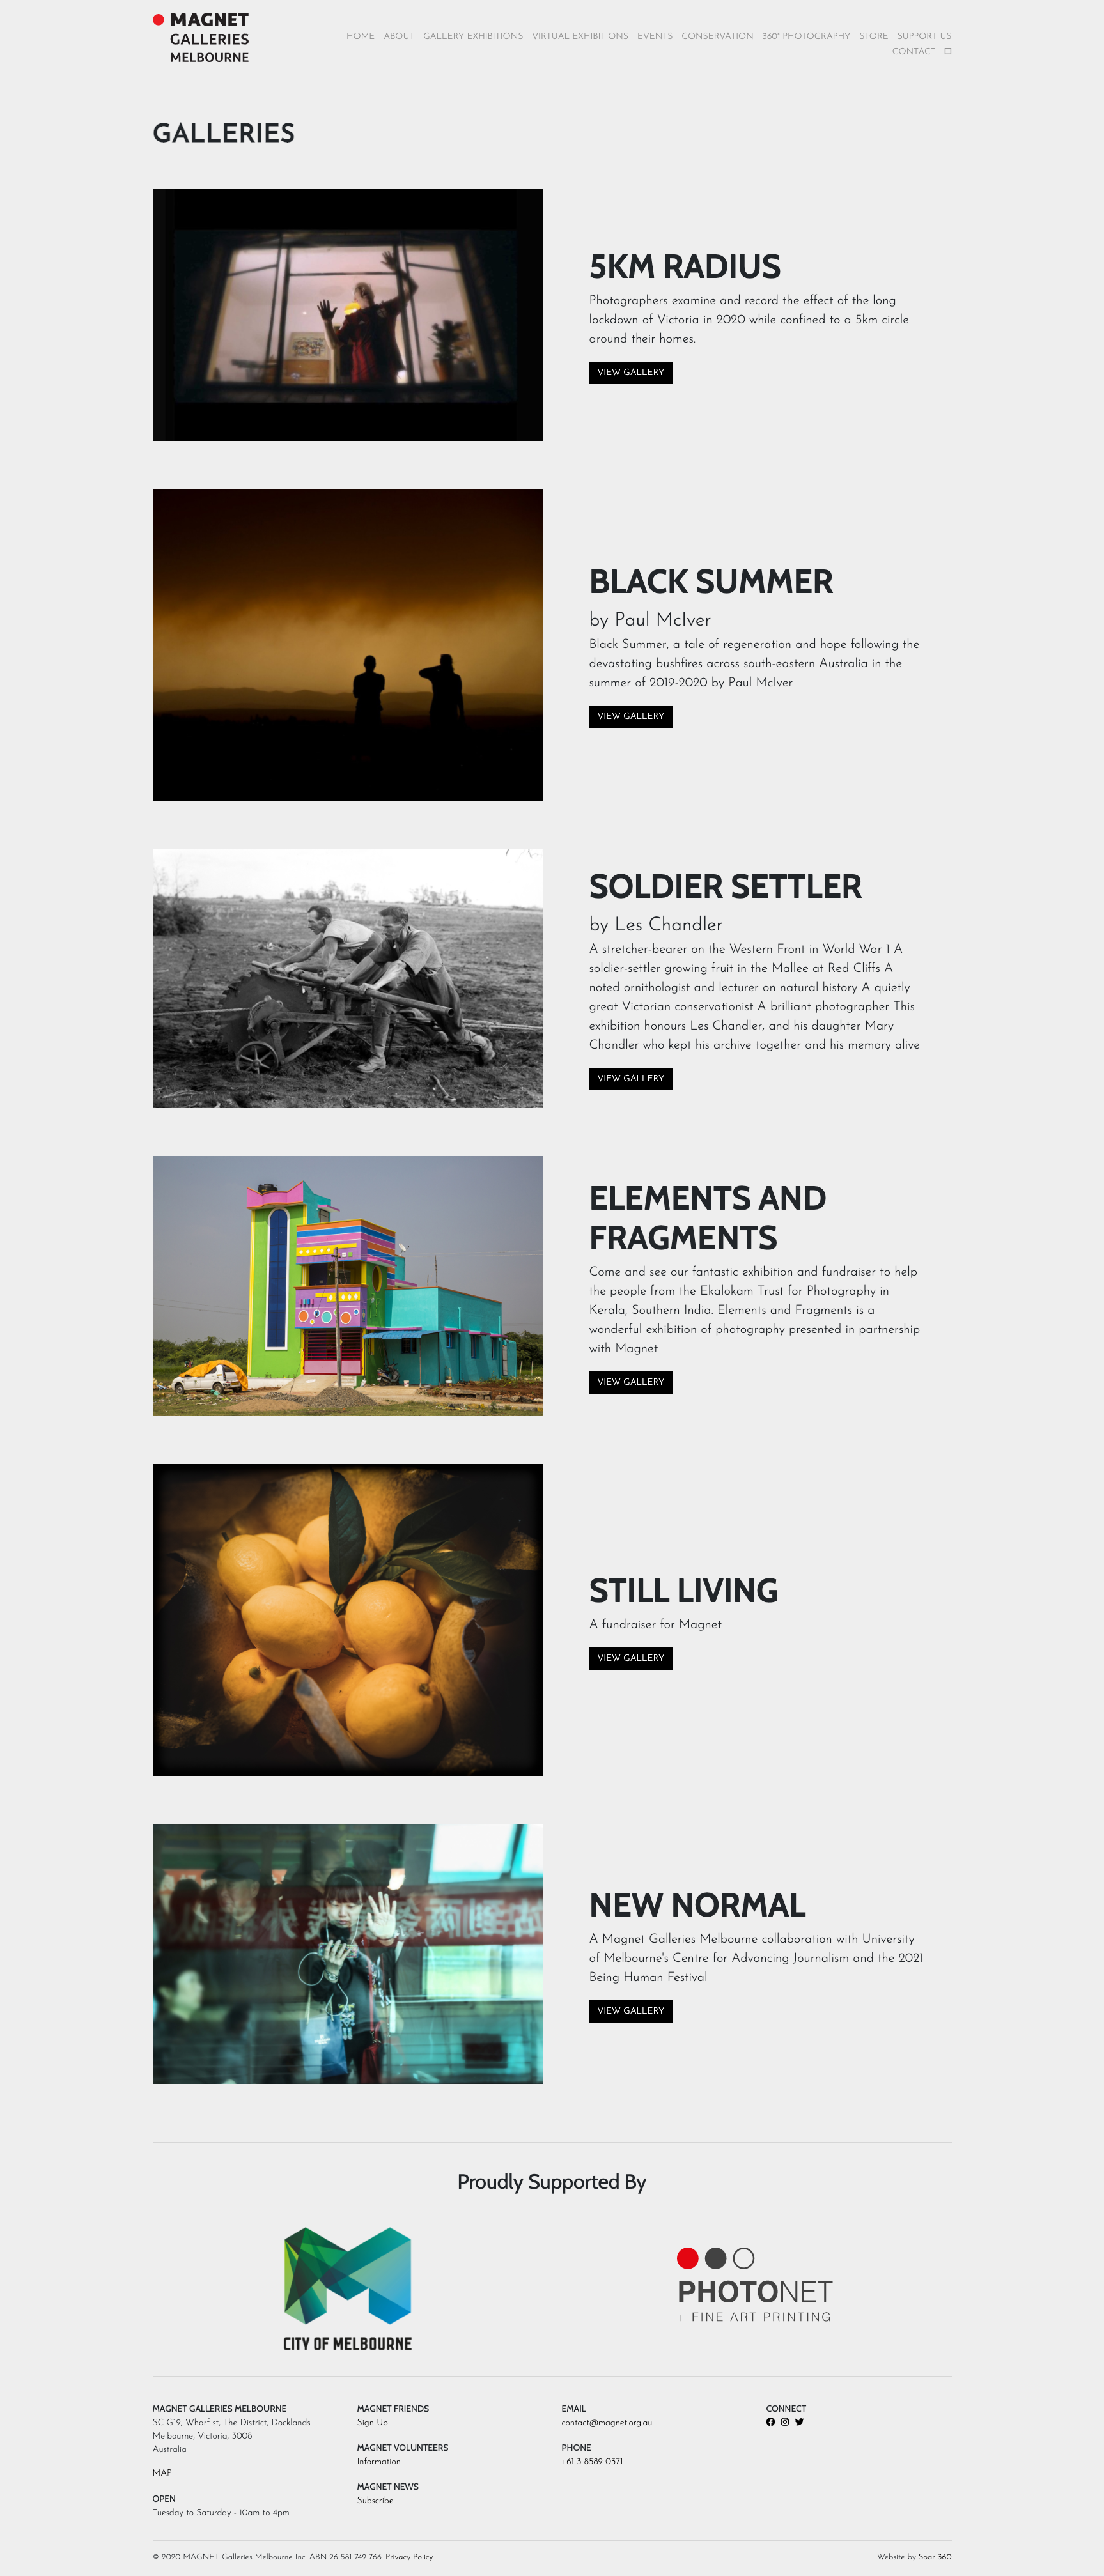 MAGNET
GALLERIES
MELBOURNE
HOME ABOUT GALLERY EXHIBITIONS VIRTUAL EXHIBITIONS EVENTS CONSERVATION 360° PHOTOGRAPHY STORE SUPPORT US
CONTACT
GALLERIES
5KM RADIUS
Photographers examine and record the effect of the long
lockdown of Victoria in 2020 while confined to a 5km circle
around their homes.
VIEW GALLERY
BLACK SUMMER
by Paul McIver
Black Summer, a tale of regeneration and hope following the
devastating bushfires across south-eastern Australia in the
summer of 2019-2020 by Paul McIver
VIEW GALLERY
SOLDIER SETTLER
by Les Chandler
A stretcher-bearer on the Western Front in World War 1 A
soldier-settler growing fruit in the Mallee at Red Cliffs A
noted ornithologist and lecturer on natural history A quietly
great Victorian conservationist A brilliant photographer This
exhibition honours Les Chandler, and his daughter Mary
Chandler who kept his archive together and his memory alive
VIEW GALLERY
ELEMENTS AND
FRAGMENTS
Come and see our fantastic exhibition and fundraiser to help
the people from the Ekalokam Trust for Photography in
Kerala, Southern India. Elements and Fragments is a
wonderful exhibition of photography presented in partnership
with Magnet
VIEW GALLERY
STILL LIVING
A fundraiser for Magnet
VIEW GALLERY
NEW NORMAL
A Magnet Galleries Melbourne collaboration with University
of Melbourne's Centre for Advancing Journalism and the 2021
Being Human Festival
VIEW GALLERY
Proudly Supported By
CITY OF MELBOURNE
PHOTONET
+ FINE ART PRINTING
MAGNET GALLERIES MELBOURNE
SC G19, Wharf st, The District, Docklands
Melbourne, Victoria, 3008
Australia
MAP
OPEN
Tuesday to Saturday - 10am to 4pm
MAGNET FRIENDS
Sign Up
MAGNET VOLUNTEERS
Information
MAGNET NEWS
Subscribe
EMAIL
contact@magnet.org.au
PHONE
+61 3 8589 0371
CONNECT
© 2020 MAGNET Galleries Melbourne Inc. ABN 26 581 749 766. Privacy Policy
Website by Soar 360